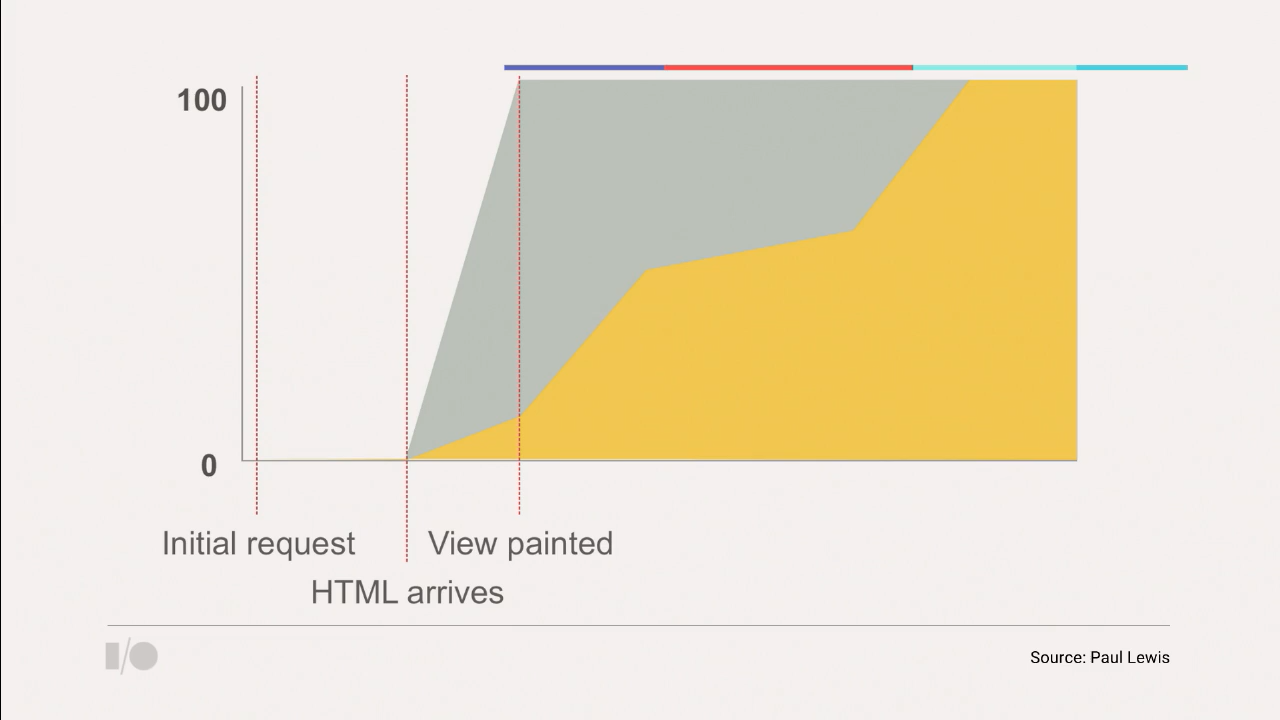 100
0
Initial request
View painted
HTML arrives
I/O
Source: Paul Lewis